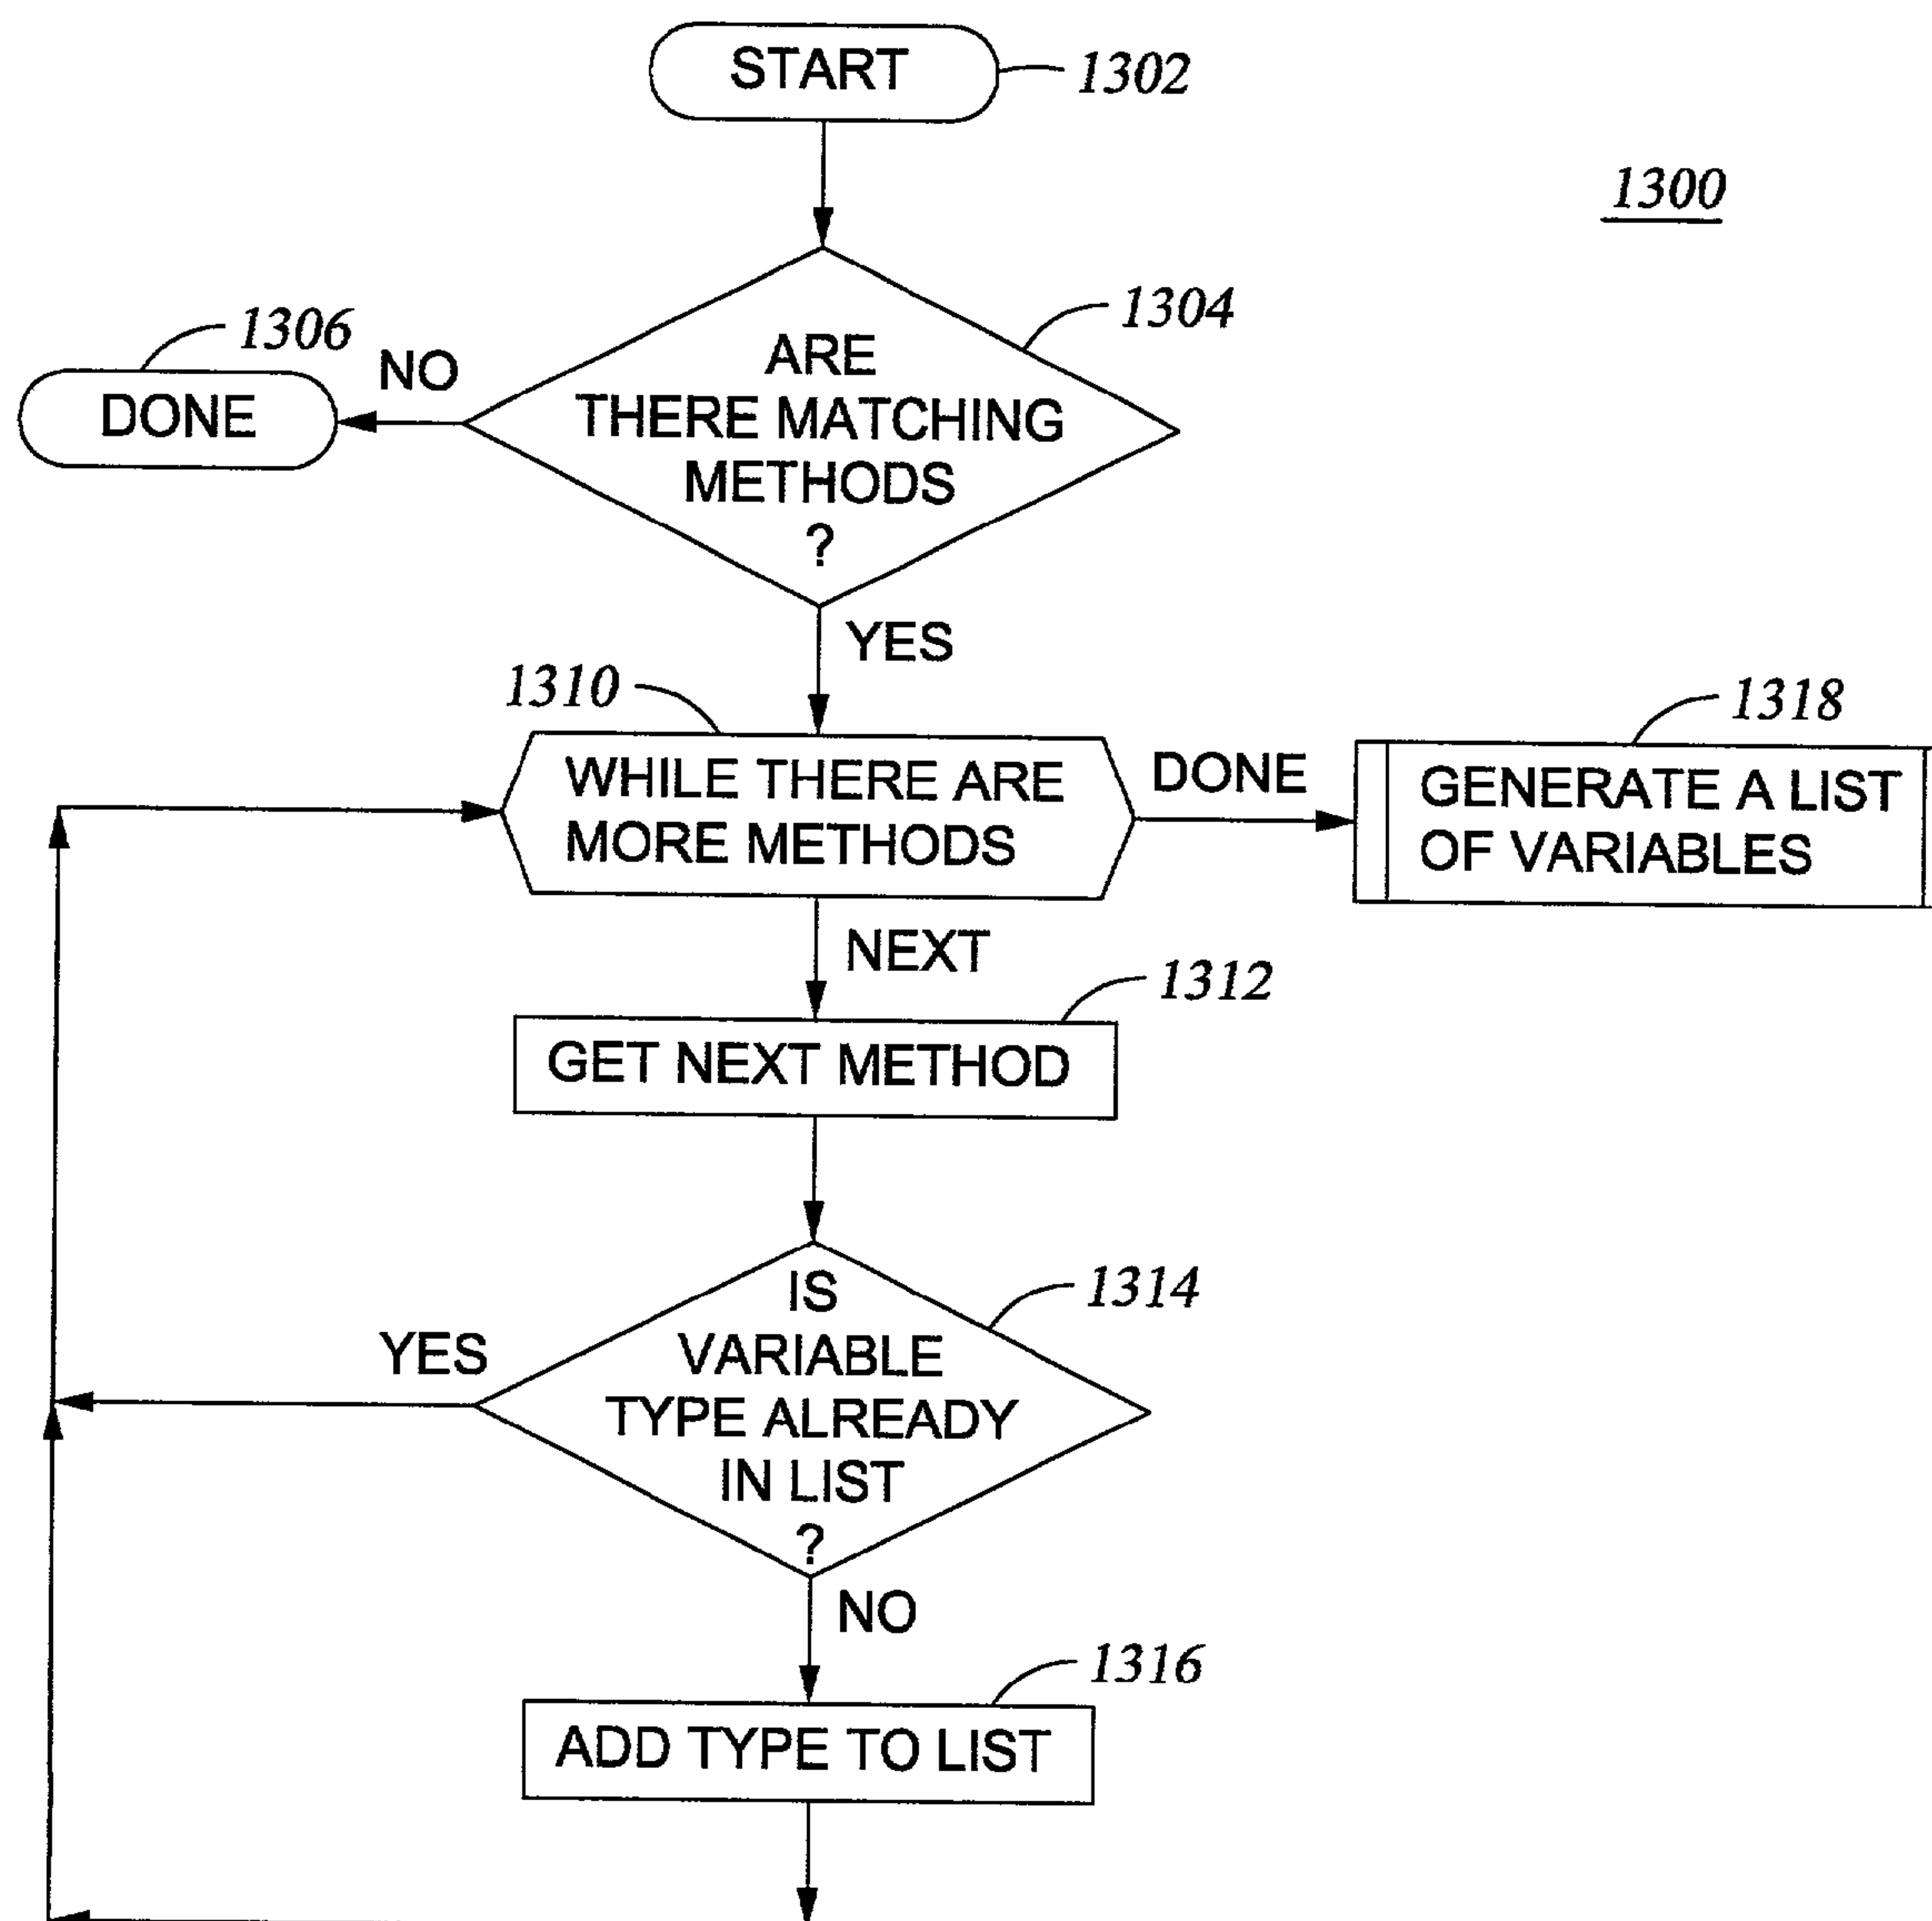 START
1302
1300
1304
1306
NO
DONE
ARE
THERE MATCHING
METHODS
?
YES
1310
1318
WHILE THERE ARE
MORE METHODS
DONE
GENERATE A LIST
OF VARIABLES
NEXT
1312
GET NEXT METHOD
1314
IS
VARIABLE
TYPE ALREADY
IN LIST
?
YES
NO
1316
ADD TYPE TO LIST